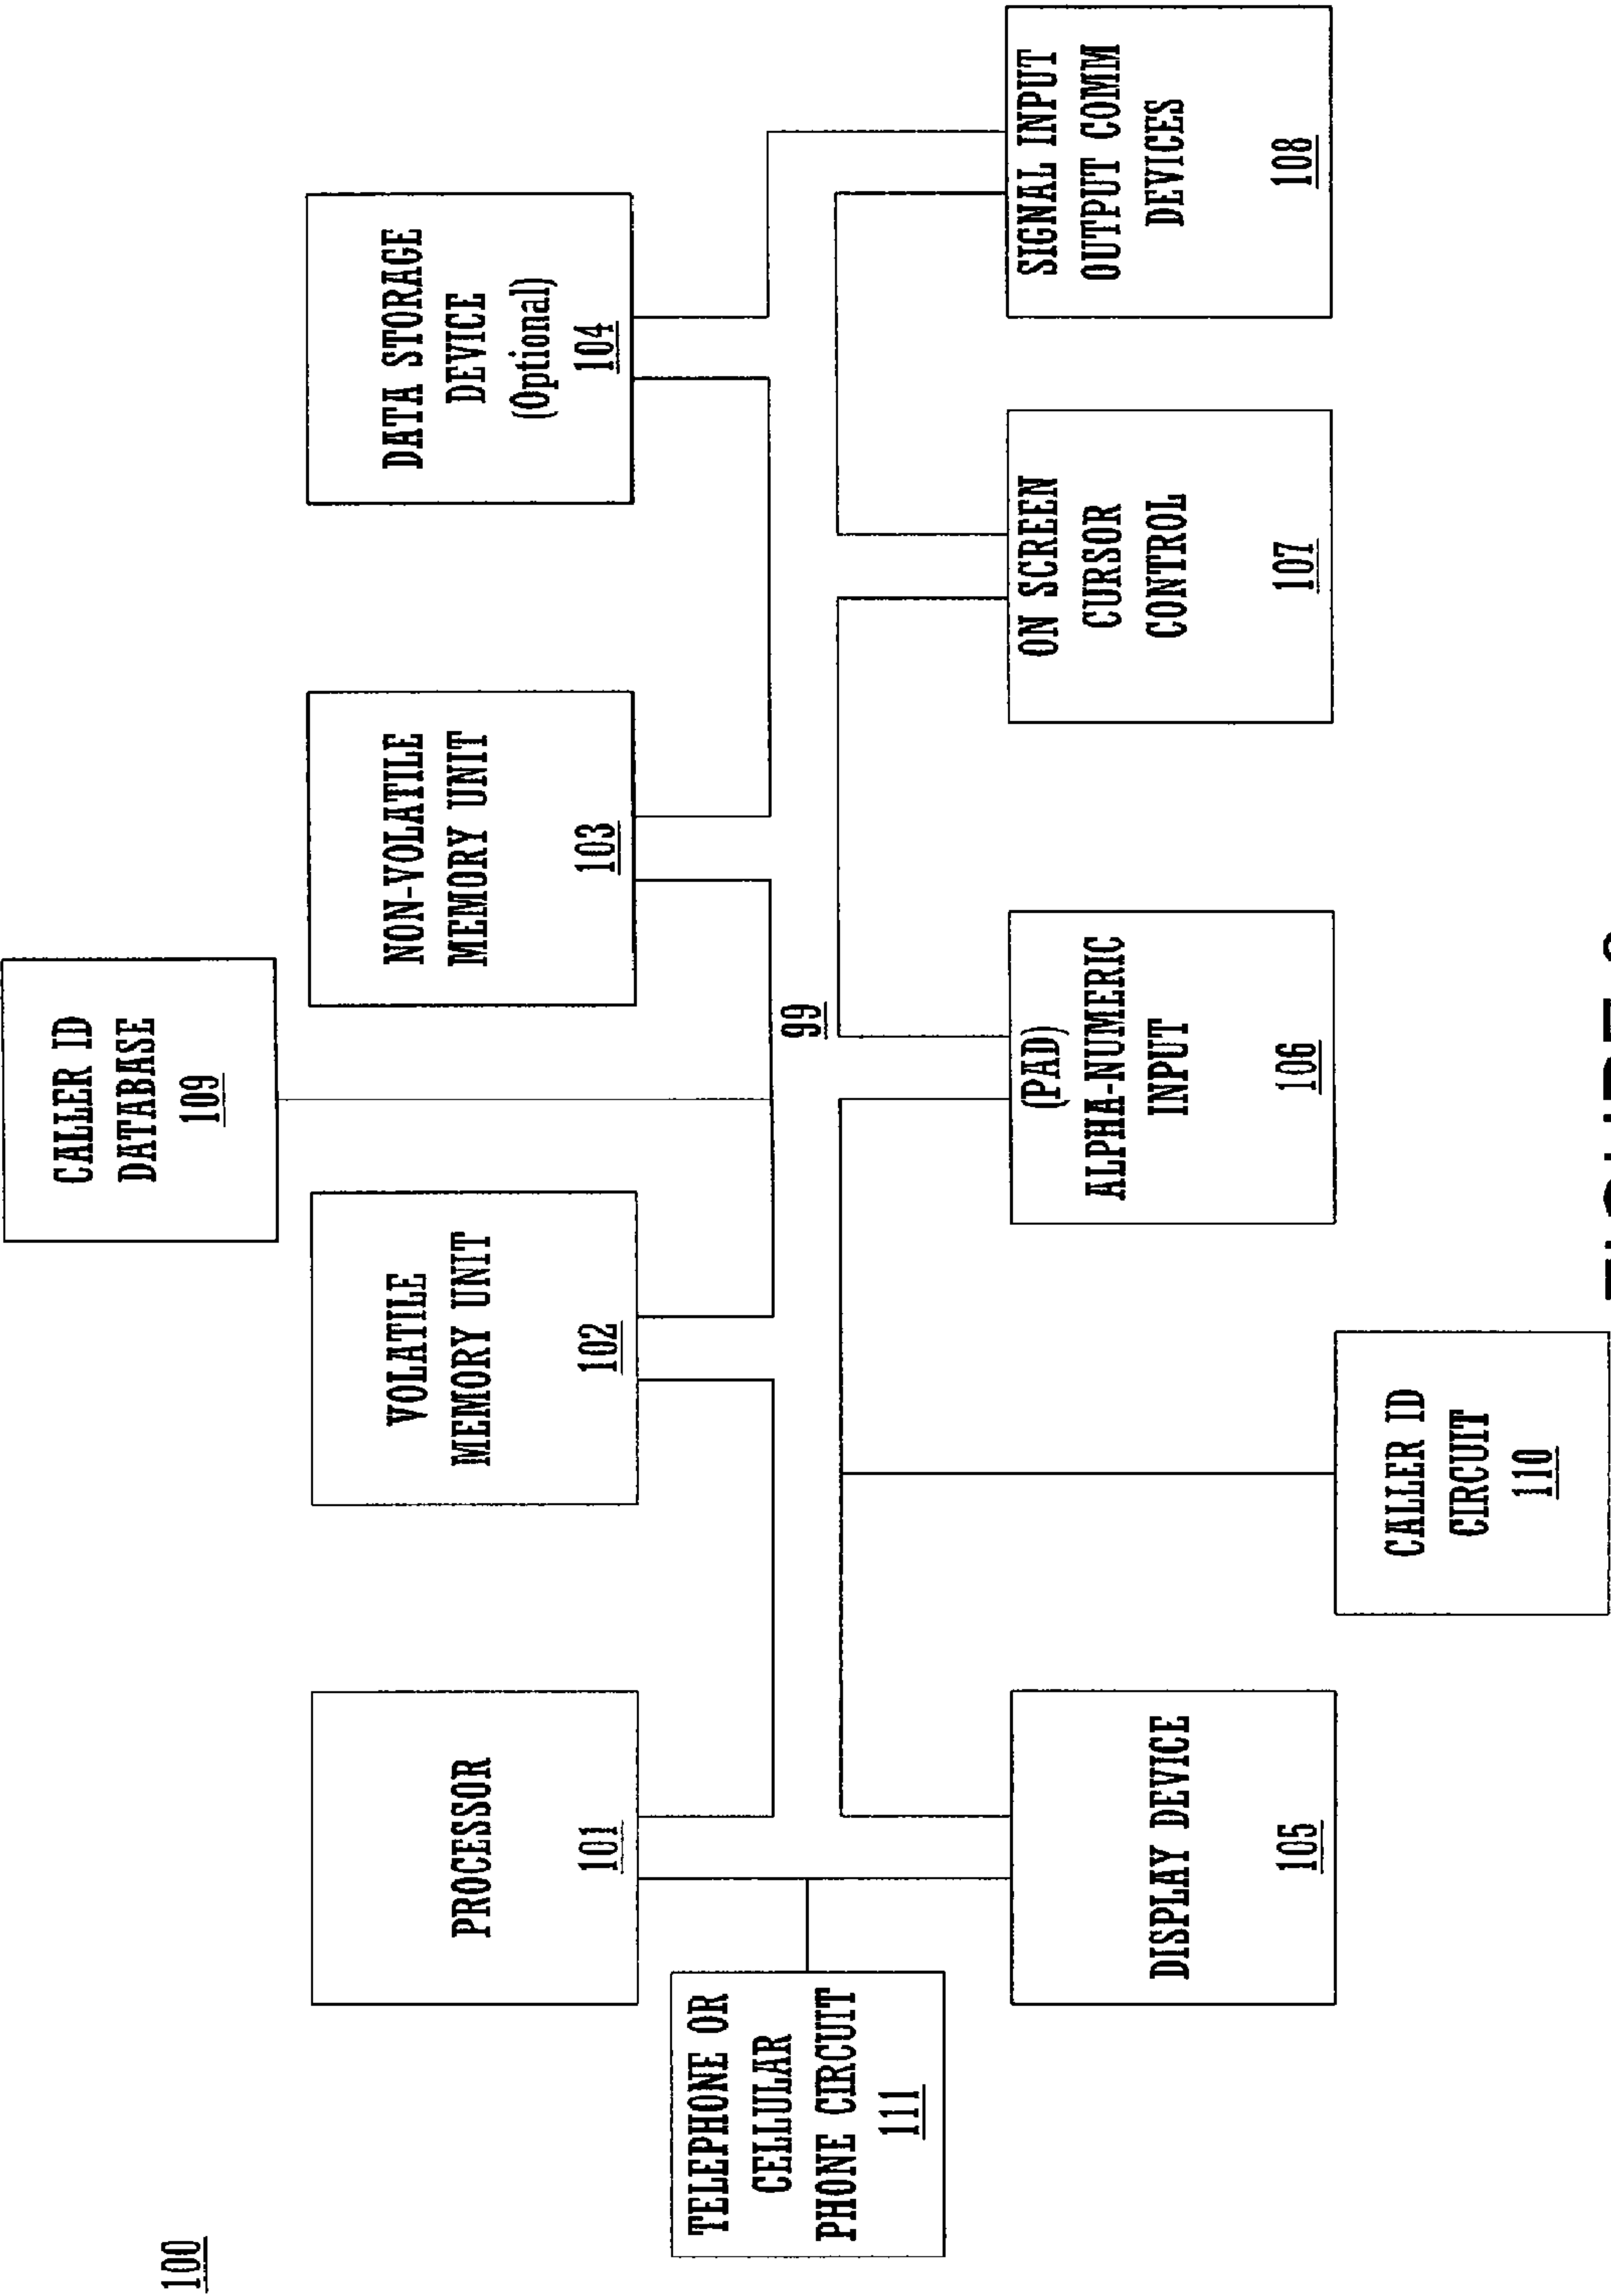 CALLER ID
DATABASE
109
100
PROCESSOR
101
VOLATILE
MEMORY UNIT
102
NON-VOLATILE
MEMORY UNIT
103
DATA STORAGE
DEVICE
(Optional)
104
TELEPHONE OR
CELLULAR
PHONE CIRCUIT
111
99
DISPLAY DEVICE
105
(PAD)
ALPHA-NUMERIC
INPUT
106
ON SCREEN
CURSOR
CONTROL
107
SIGNAL INPUT
OUTPUT COMM
DEVICES
108
CALLER ID
CIRCUIT
110
FIGURE